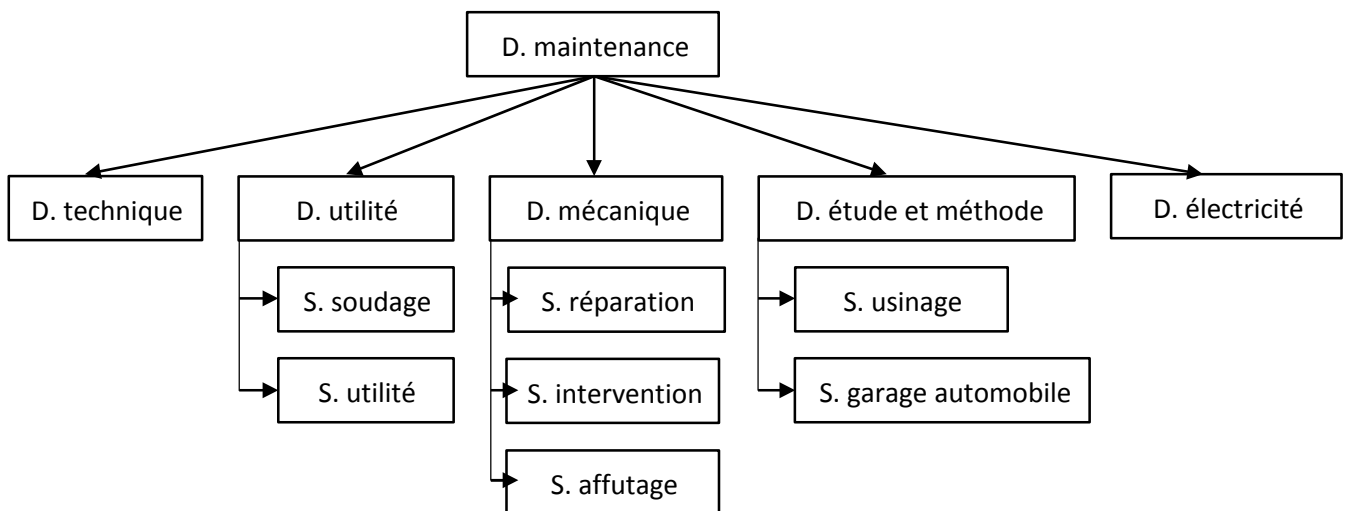 D. maintenance
D. technique
D. utilité
D. mécanique
D. étude et méthode
D. électricité
S. soudage
S. réparation
S. usinage
S. utilité
S. intervention
S. garage automobile
S. affutage